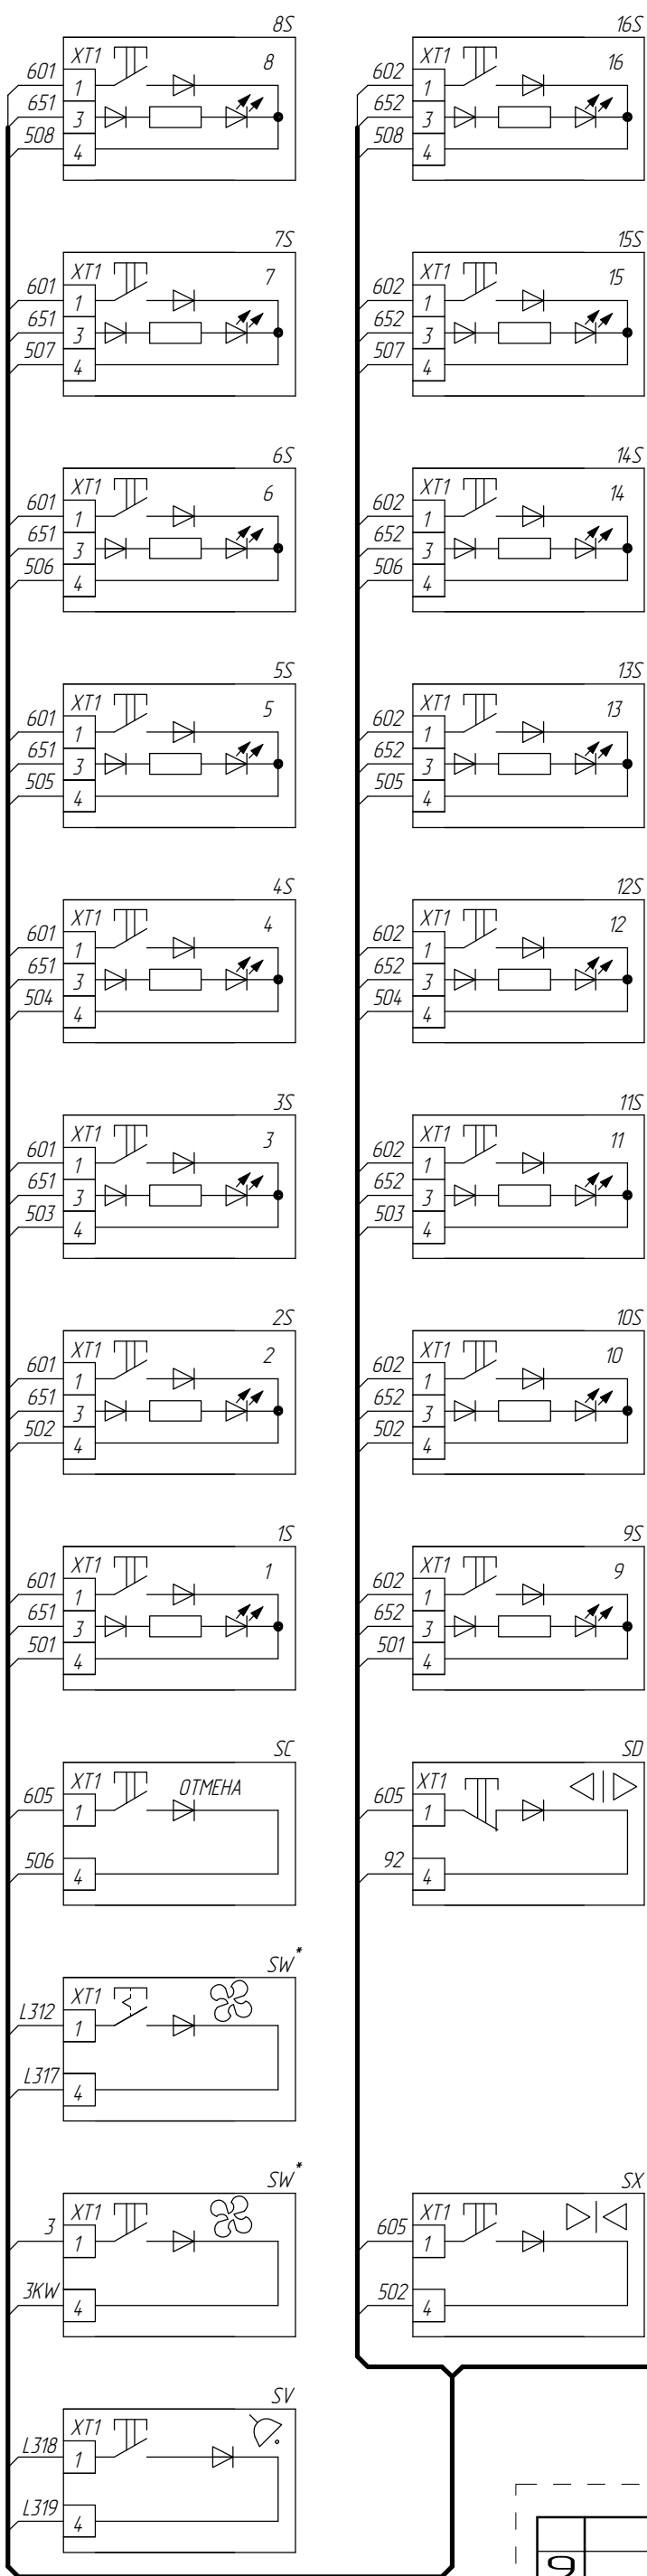 8S
XT1 8
601 1
651 3
508 4
16S
XT1 16
602 1
652 3
508 4
7S
XT1 7
601 1
651 3
507 4
15S
XT1 15
602 1
652 3
507 4
6S
XT1 6
601 1
651 3
506 4
14S
XT1 14
602 1
652 3
506 4
5S
XT1 5
601 1
651 3
505 4
13S
XT1 13
602 1
652 3
505 4
4S
XT1 4
601 1
651 3
504 4
12S
XT1 12
602 1
652 3
504 4
3S
XT1 3
601 1
651 3
503 4
11S
XT1 11
602 1
652 3
503 4
2S
XT1 2
601 1
651 3
502 4
10S
XT1 10
602 1
652 3
502 4
1S
XT1 1
601 1
651 3
501 4
9S
XT1 9
602 1
652 3
501 4
SC
XT1 ОТМЕНА
605 1
506 4
SD
XT1
605 1
92 4
SW*
XT1
L312 1
L317 4
SW*
XT1
3 1
3KW 4
SX
XT1
605 1
502 4
SV
XT1
L318 1
L319 4